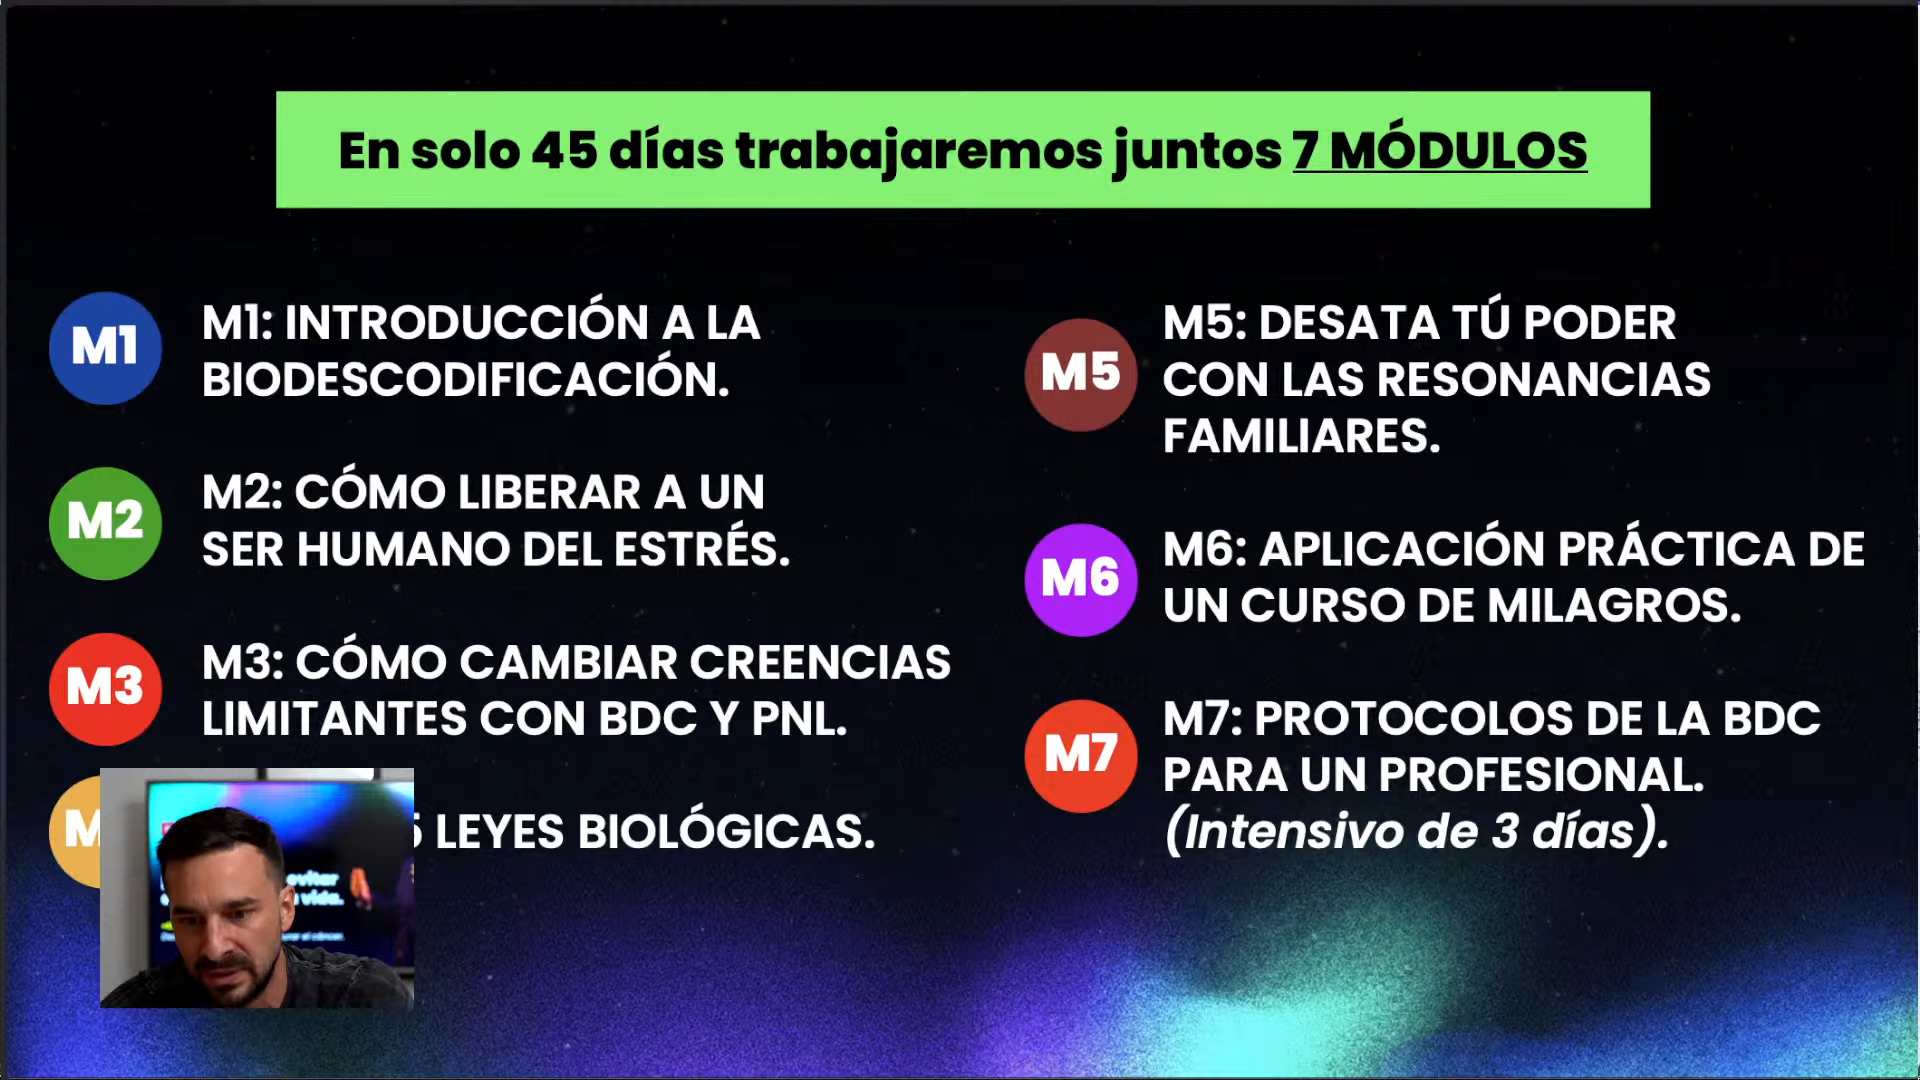 En solo 45 días trabajaremos juntos 7 MÓDULOS
M1
M1: INTRODUCCIÓN A LA
BIODESCODIFICACIÓN.
M2
M2: CÓMO LIBERAR A UN
SER HUMANO DEL ESTRÉS.
M3
M3: CÓMO CAMBIAR CREENCIAS
LIMITANTES CON BDC Y PNL.
M
5 LEYES BIOLÓGICAS.
evitar
vida.
M5
M5: DESATA TÚ PODER
CON LAS RESONANCIAS
FAMILIARES.
M6
M6: APLICACIÓN PRÁCTICA DE
UN CURSO DE MILAGROS.
M7
M7: PROTOCOLOS DE LA BDC
PARA UN PROFESIONAL.
(Intensivo de 3 días).